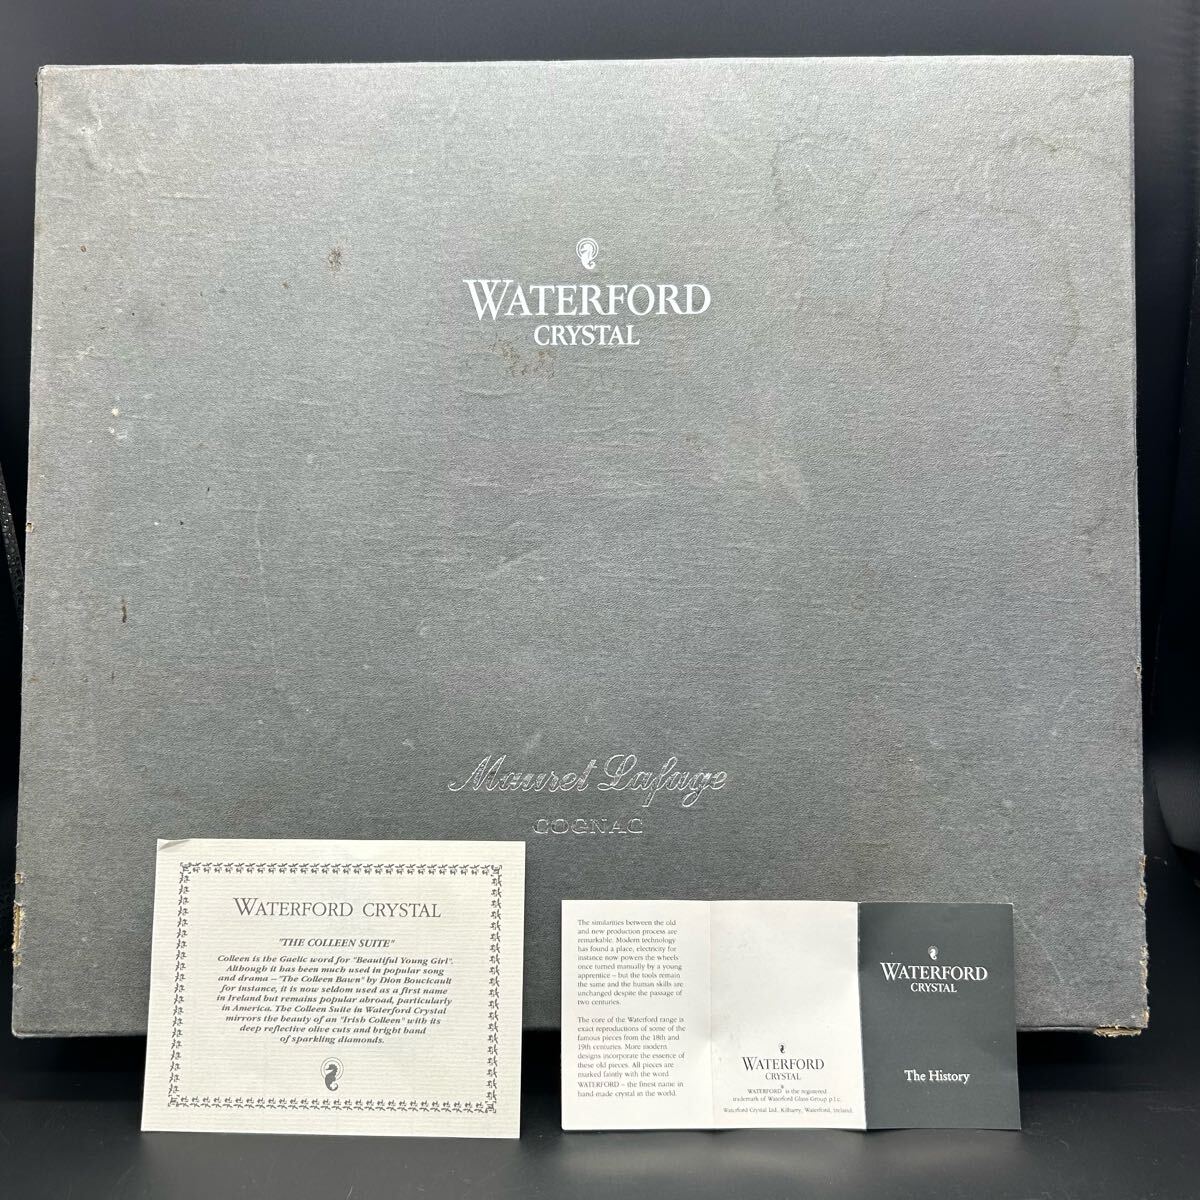 WATERFORD
CRYSTAL
Mauret Lafage
COGNAC
WATERFORD CRYSTAL
"THE COLLEEN SUITE"
Colleen is the Gaelic word for "Beautiful Young Girl".
Although it has been much used in popular song
and drama – "The Colleen Bawn" by Dion Boucicault
for instance, it is now seldom used as a first name
in Ireland but remains popular abroad, particularly
in America. The Colleen Suite in Waterford Crystal
mirrors the beauty of an "Irish Colleen" with its
deep reflective olive cuts and bright band
of sparkling diamonds.
The similarities between the old
and new production process are
remarkable. Modern technology
has found a place, electricity for
instance now powers the wheels
once turned manually by a young
apprentice – but the tools remain
the same and the human skills are
unchanged despite the passage of
two centuries.
The core of the Waterford range is
exact reproductions of some of the
famous pieces from the 18th and
19th centuries. More modern
designs incorporate the essence of
these old pieces. All pieces are
marked faintly with the word
WATERFORD – the finest name in
hand-made crystal in the world.
WATERFORD
CRYSTAL
WATERFORD® is the registered
trademark of Waterford Glass Group p.l.c.
Waterford Crystal Ltd., Kilbarry, Waterford, Ireland.
WATERFORD
CRYSTAL
The History